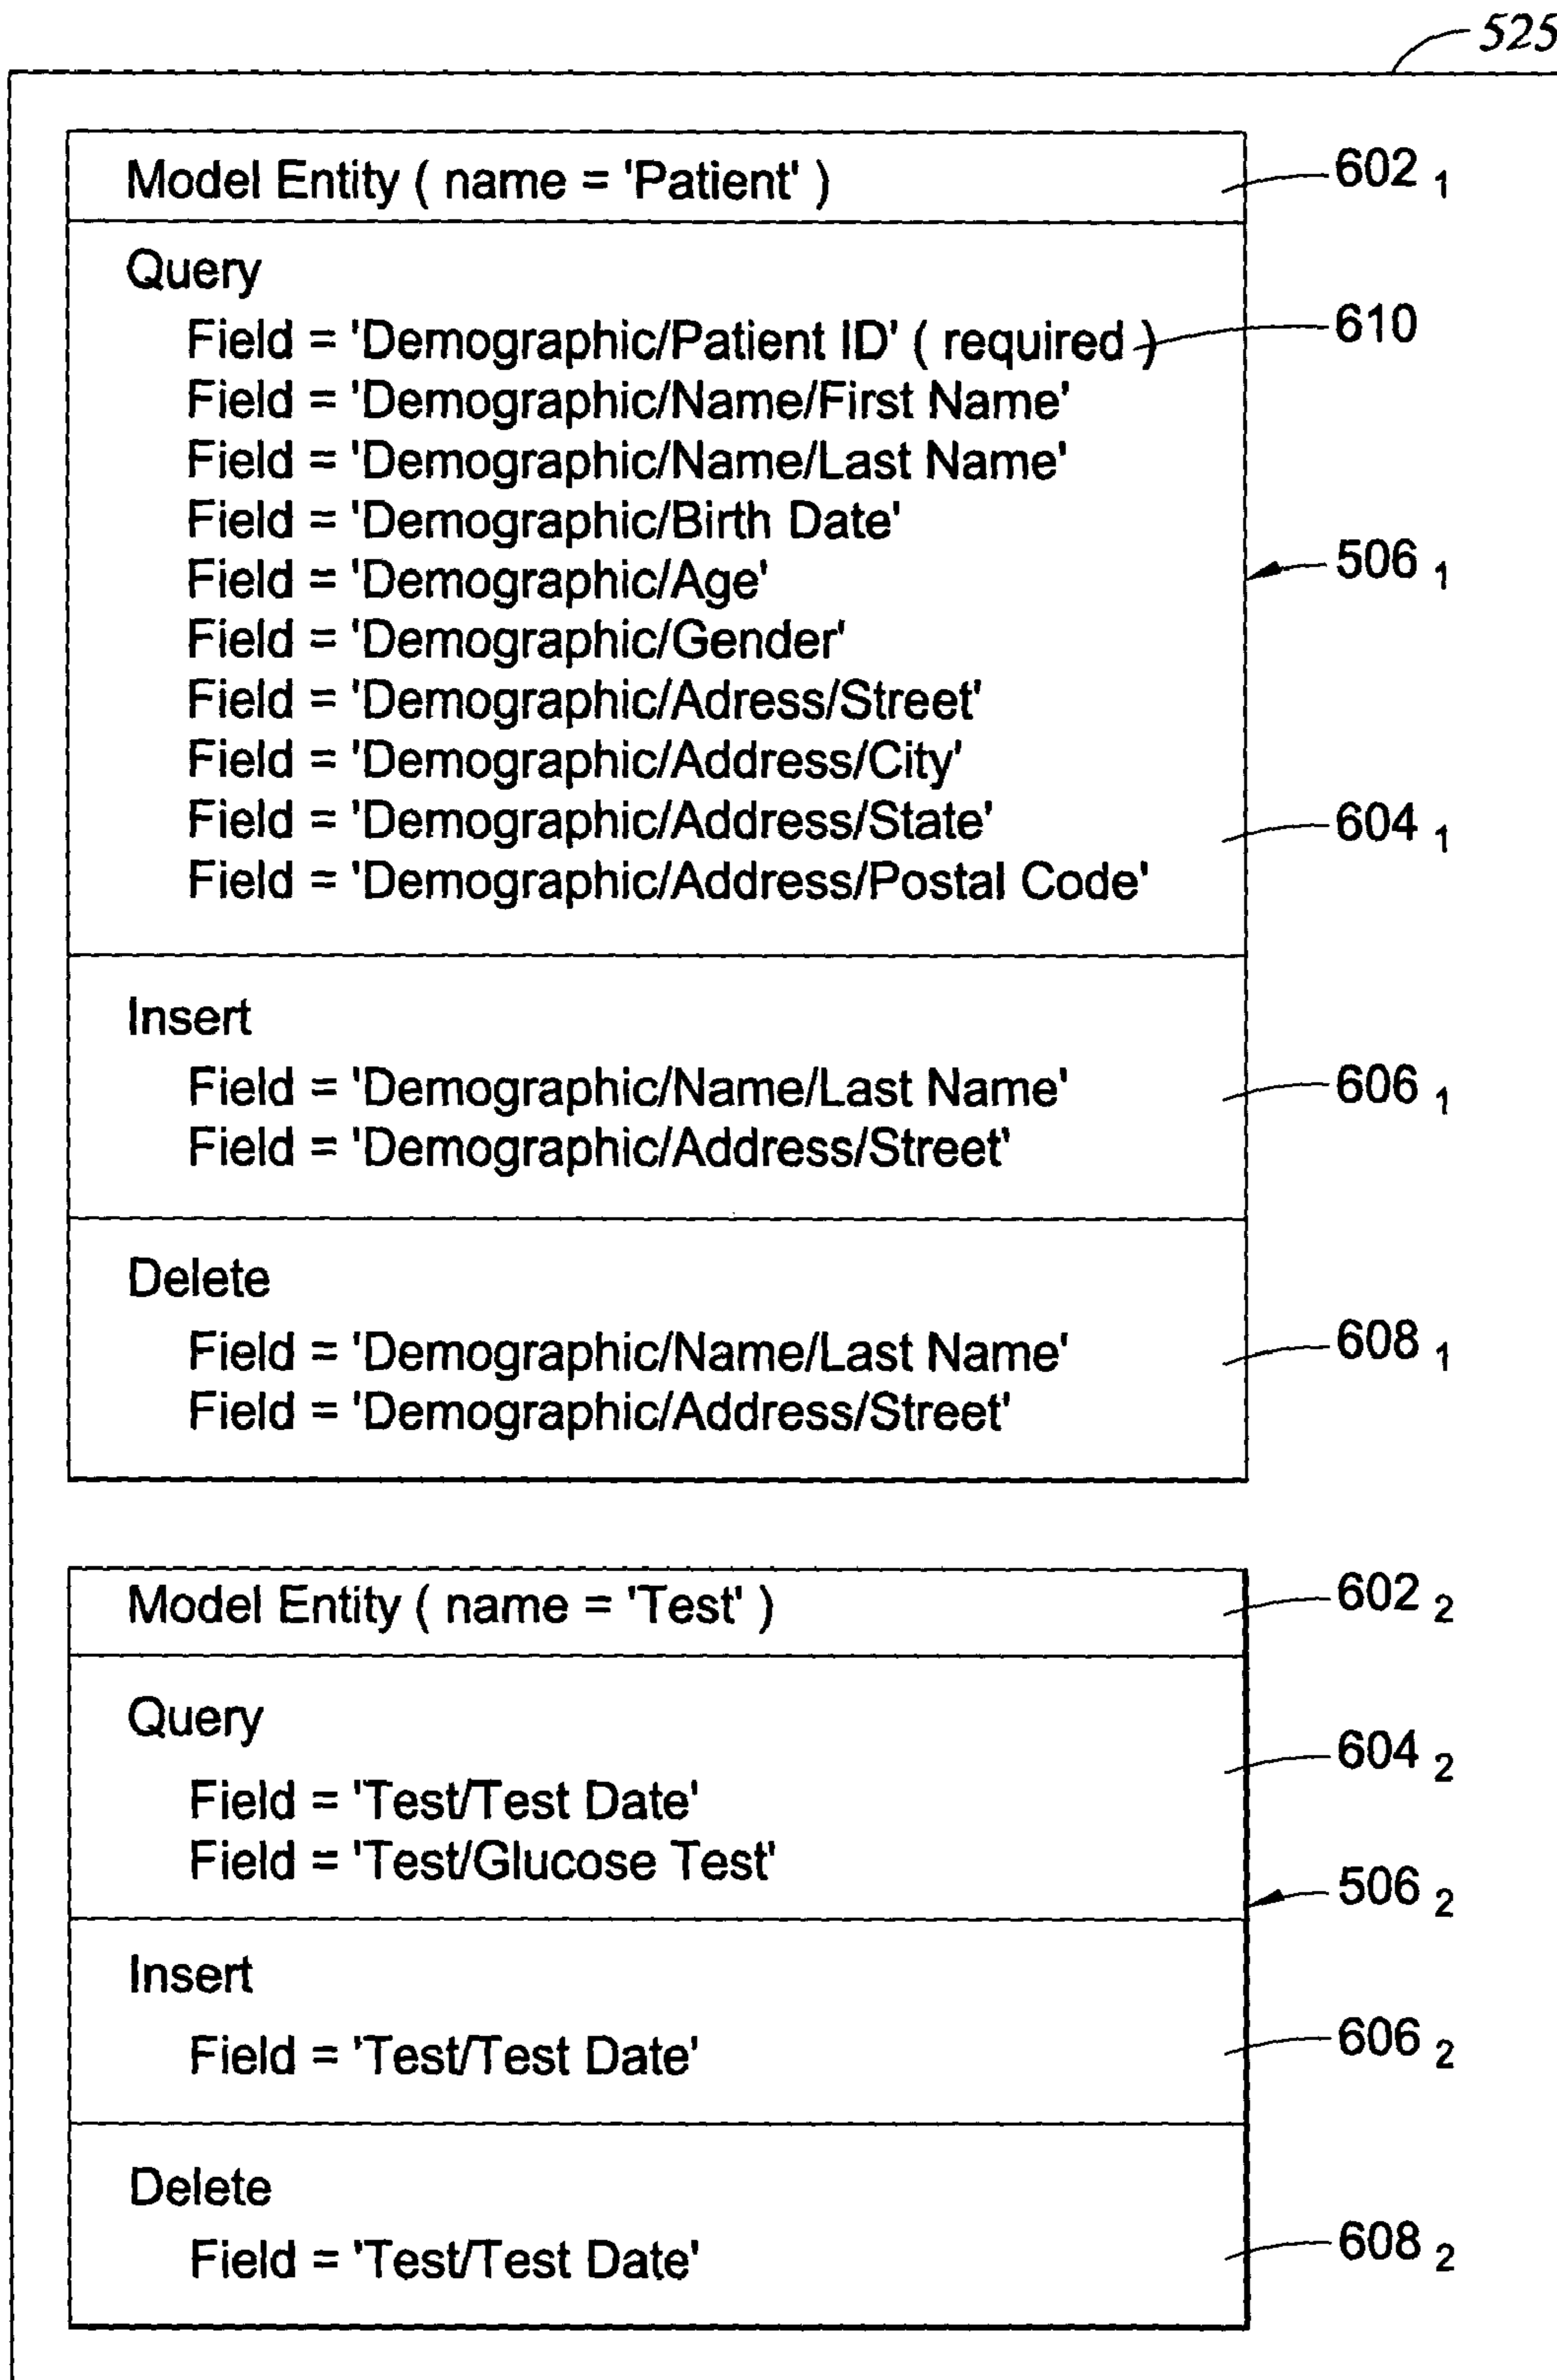 525
Model Entity ( name = 'Patient' ) 602 1
Query
Field = 'Demographic/Patient ID' ( required ) 610
Field = 'Demographic/Name/First Name'
Field = 'Demographic/Name/Last Name'
Field = 'Demographic/Birth Date'
Field = 'Demographic/Age' 506 1
Field = 'Demographic/Gender'
Field = 'Demographic/Adress/Street'
Field = 'Demographic/Address/City'
Field = 'Demographic/Address/State' 604 1
Field = 'Demographic/Address/Postal Code'
Insert
Field = 'Demographic/Name/Last Name' 606 1
Field = 'Demographic/Address/Street'
Delete
Field = 'Demographic/Name/Last Name' 608 1
Field = 'Demographic/Address/Street'
Model Entity ( name = 'Test' ) 602 2
Query
604 2
Field = 'Test/Test Date'
Field = 'Test/Glucose Test'
506 2
Insert
Field = 'Test/Test Date' 606 2
Delete
Field = 'Test/Test Date' 608 2